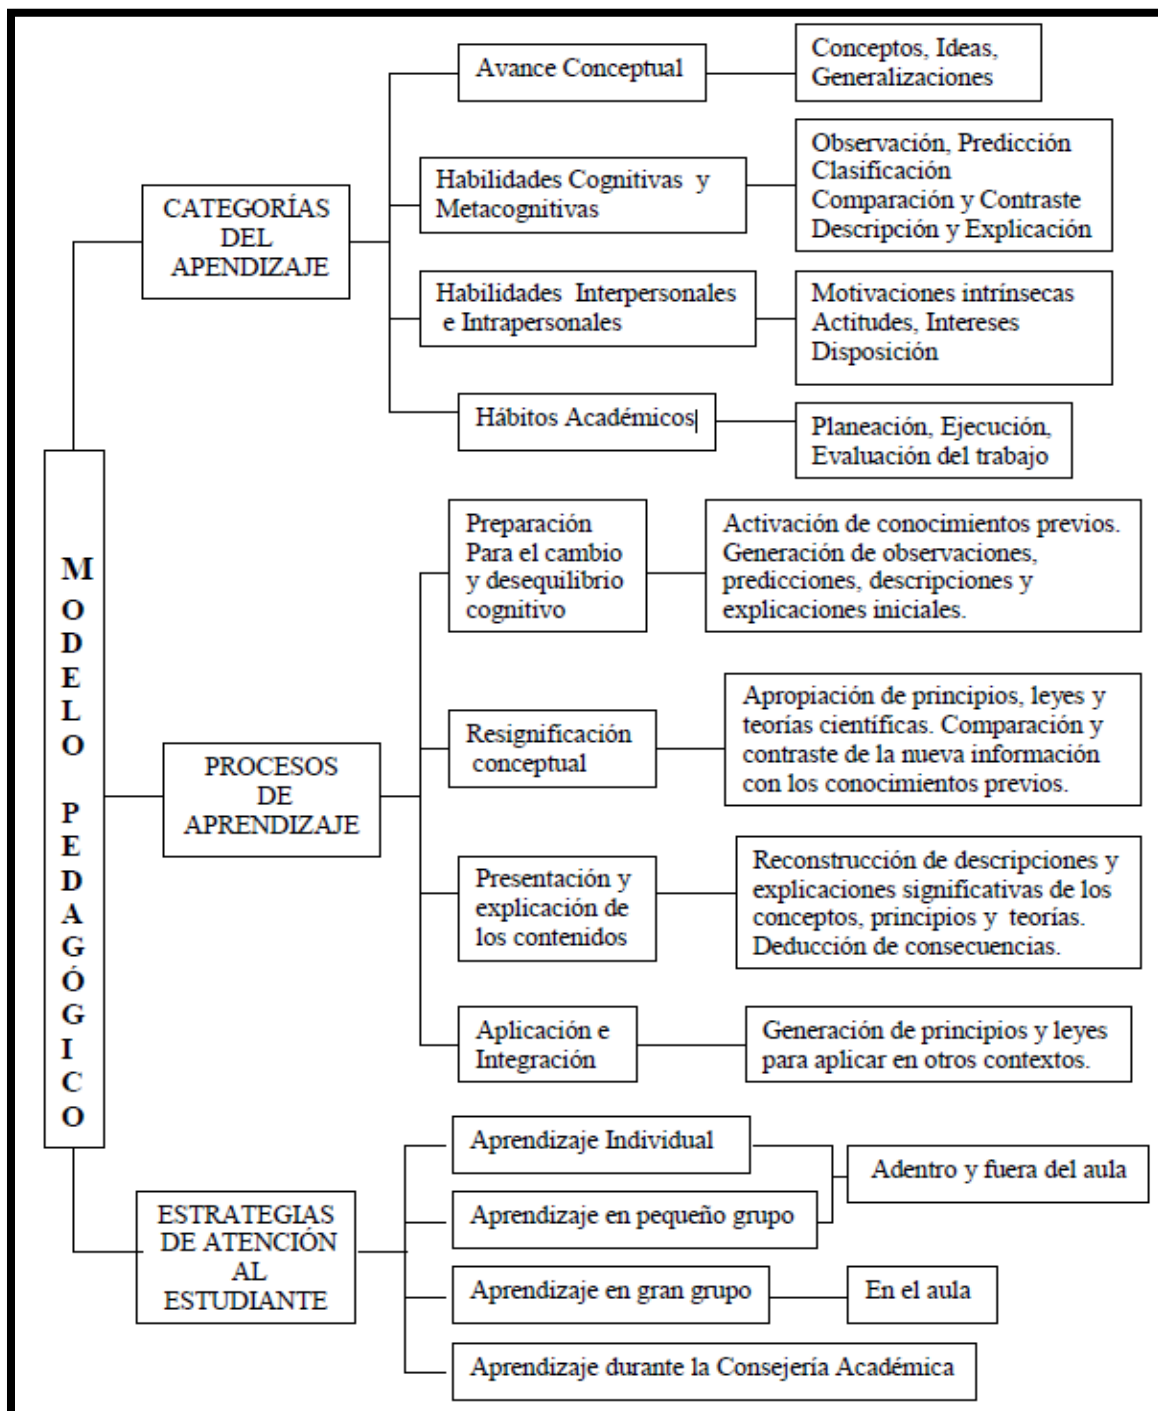 MODELO PEDAGÓGICO
CATEGORÍAS
DEL
APENDIZAJE
Avance Conceptual
Conceptos, Ideas,
Generalizaciones
Habilidades Cognitivas y
Metacognitivas
Observación, Predicción
Clasificación
Comparación y Contraste
Descripción y Explicación
Habilidades Interpersonales
e Intrapersonales
Motivaciones intrínsecas
Actitudes, Intereses
Disposición
Hábitos Académicos
Planeación, Ejecución,
Evaluación del trabajo
PROCESOS
DE
APRENDIZAJE
Preparación
Para el cambio
y desequilibrio
cognitivo
Activación de conocimientos previos.
Generación de observaciones,
predicciones, descripciones y
explicaciones iniciales.
Resignificación
conceptual
Apropiación de principios, leyes y
teorías científicas. Comparación y
contraste de la nueva información
con los conocimientos previos.
Presentación y
explicación de
los contenidos
Reconstrucción de descripciones y
explicaciones significativas de los
conceptos, principios y teorías.
Deducción de consecuencias.
Aplicación e
Integración
Generación de principios y leyes
para aplicar en otros contextos.
ESTRATEGIAS
DE ATENCIÓN
AL
ESTUDIANTE
Aprendizaje Individual
Aprendizaje en pequeño grupo
Adentro y fuera del aula
Aprendizaje en gran grupo
En el aula
Aprendizaje durante la Consejería Académica